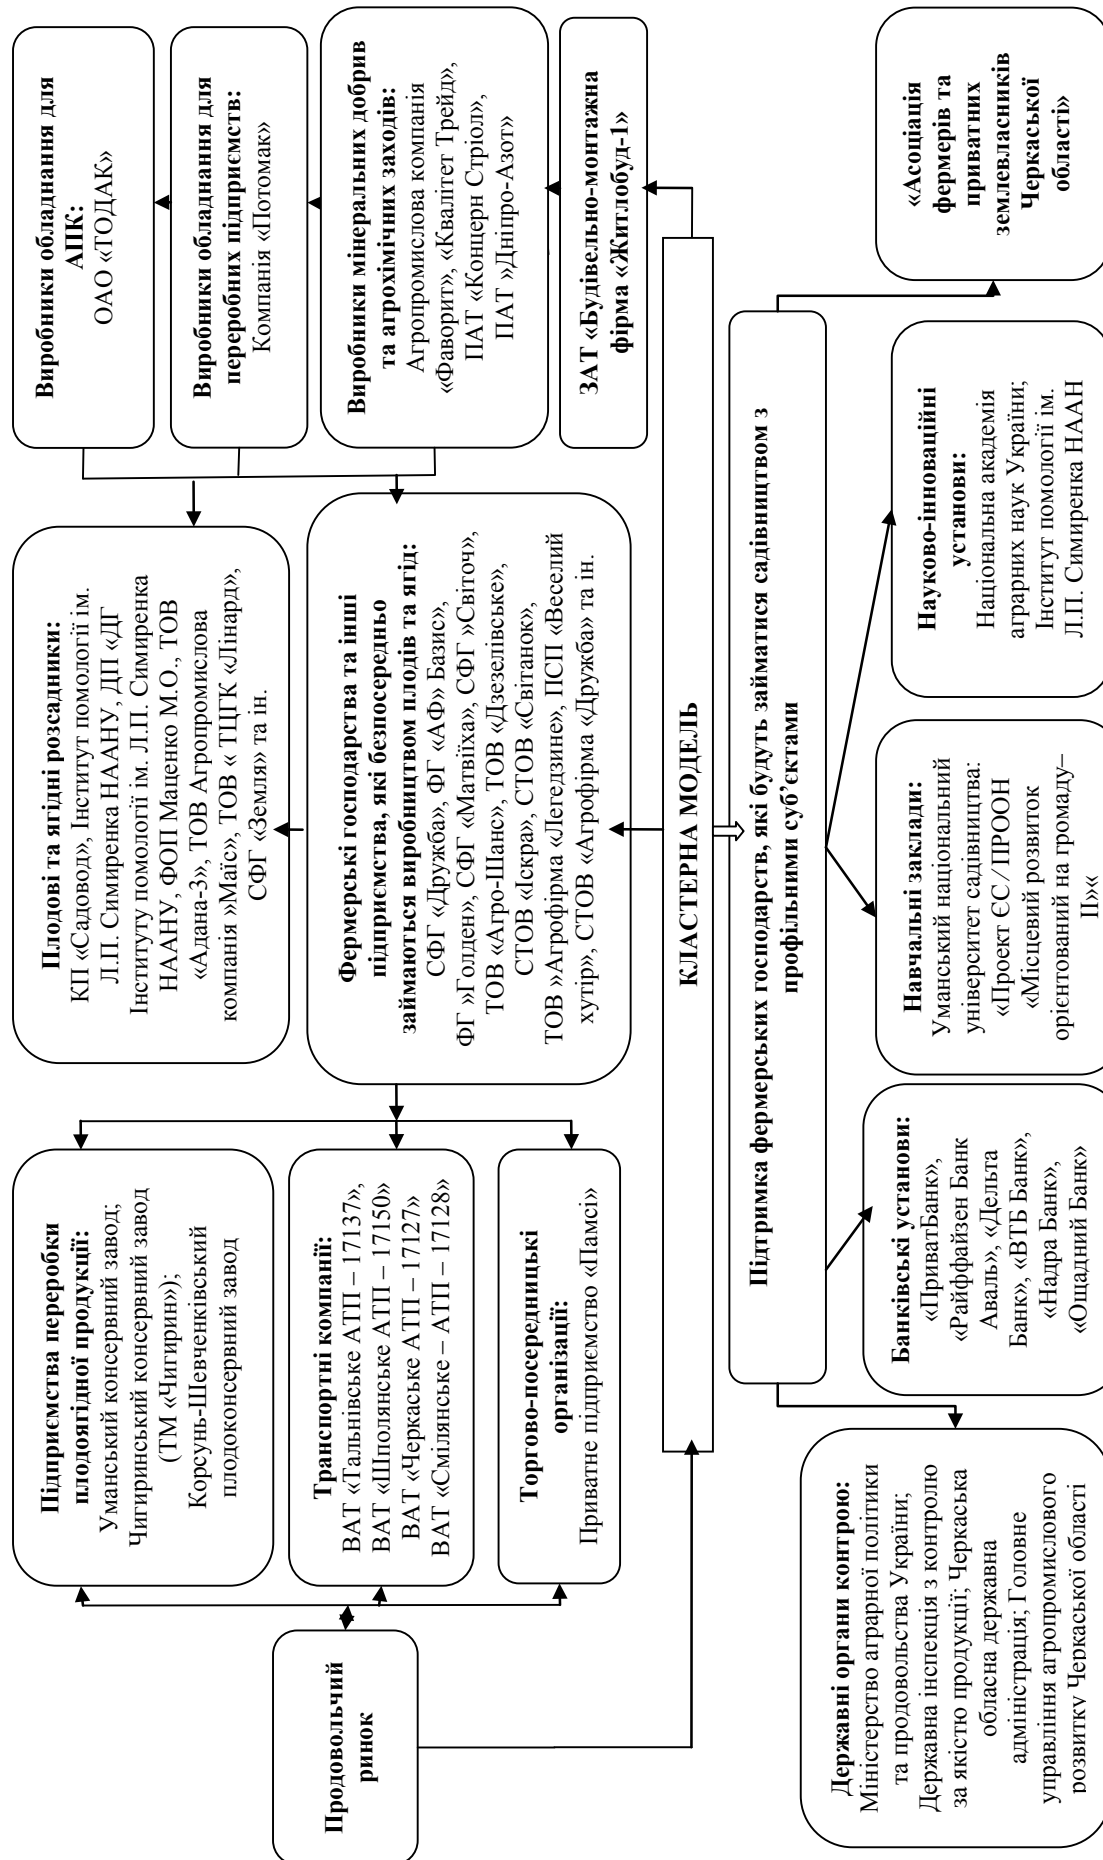 Виробники обладнання для
АПК:
ОАО «ТОДАК»
Виробники обладнання для
переробних підприємств:
Компанія «Потомак»
Виробники мінеральних добрив
та агрохімічних заходів:
Агропромислова компанія
«Фаворит», «Квалітет Трейд»,
ПАТ «Концерн Стріол»,
ПАТ »Дніпро-Азот»
ЗАТ «Будівельно-монтажна
фірма «Житлобуд-1»
Плодові та ягідні розсадники:
КП «Садовод», Інститут помології ім.
Л.П. Симиренка НААНУ, ДП «ДГ
Інституту помології ім. Л.П. Симиренка
НААНУ, ФОП Маценко М.О., ТОВ
«Адана-3», ТОВ Агропромислова
компанія »Маїс», ТОВ « ТЦГК «Лінард»,
СФГ «Земля» та ін.
Фермерські господарства та інші
підприємства, які безпосередньо
займаються виробництвом плодів та ягід:
СФГ «Дружба», ФГ «АФ» Базис»,
ФГ »Голден», СФГ «Матвіїха», СФГ »Світоч»,
ТОВ «Агро-Шанс», ТОВ «Дзезелівське»,
СТОВ «Іскра», СТОВ «Світанок»,
ТОВ »Агрофірма «Легедзине», ПСП «Веселий
хутір», СТОВ «Агрофірма «Дружба» та ін.
Підприємства переробки
плодоягідної продукції:
Уманський консервний завод;
Чигиринський консервний завод
(ТМ «Чигирин»);
Корсунь-Шевченківський
плодоконсервний завод
Транспортні компанії:
ВАТ «Тальнівське АТП – 17137»,
ВАТ «Шполянське АТП – 17150»
ВАТ «Черкаське АТП – 17127»
ВАТ «Смілянське – АТП – 17128»
Торгово-посередницькі
організації:
Приватне підприємство «Памсі»
Продовольчий
ринок
КЛАСТЕРНА МОДЕЛЬ
Підтримка фермерських господарств, які будуть займатися садівництвом з
профільними суб’єктами
Державні органи контрою:
Міністерство аграрної політики
та продовольства України;
Державна інспекція з контролю
за якістю продукції; Черкаська
обласна державна
адміністрація; Головне
управління агропромислового
розвитку Черкаської області
Банківські установи:
«ПриватБанк»,
«Райффайзен Банк
Аваль», «Дельта
Банк», «ВТБ Банк»,
«Надра Банк»,
«Ощадний Банк»
Навчальні заклади:
Уманський національний
університет садівництва:
«Проект ЄС / ПРООН
«Місцевий розвиток
орієнтований на громаду–
ІІ»»«
Науково-інноваційні
установи:
Національна академія
аграрних наук України;
Інститут помології ім.
Л.П. Симиренка НААН
«Асоціація
фермерів та
приватних
землевласників
Черкаської
області»